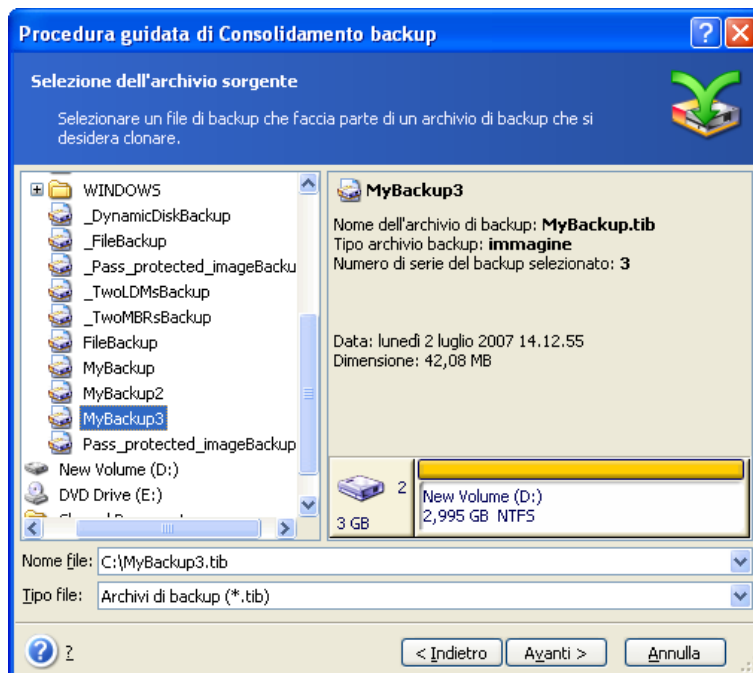 Procedura guidata di Consolidamento backup
Selezione dell'archivio sorgente
Selezionare un file di backup che faccia parte di un archivio di backup che si
desidera clonare.
WINDOWS
_DynamicDiskBackup
_FileBackup
_Pass_protected_imageBacku
_TwoLDMsBackup
_TwoMBRsBackup
FileBackup
MyBackup
MyBackup2
MyBackup3
Pass_protected_imageBackup
New Volume (D:)
DVD Drive (E:)
MyBackup3
Nome dell'archivio di backup: MyBackup.tib
Tipo archivio backup: immagine
Numero di serie del backup selezionato: 3
Data: lunedì 2 luglio 2007 14.12.55
Dimensione: 42,08 MB
2
3 GB
New Volume (D:)
2,995 GB NTFS
Nome file: C:\MyBackup3.tib
Tipo file: Archivi di backup (*.tib)
?
< Indietro
Avanti >
Annulla